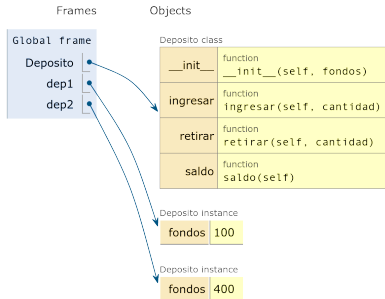 Frames Objects
Global frame
Deposito
dep1
dep2
Deposito class
__init__ function
__init__(self, fondos)
ingresar function
ingresar(self, cantidad)
retirar function
retirar(self, cantidad)
saldo function
saldo(self)
Deposito instance
fondos 100
Deposito instance
fondos 400